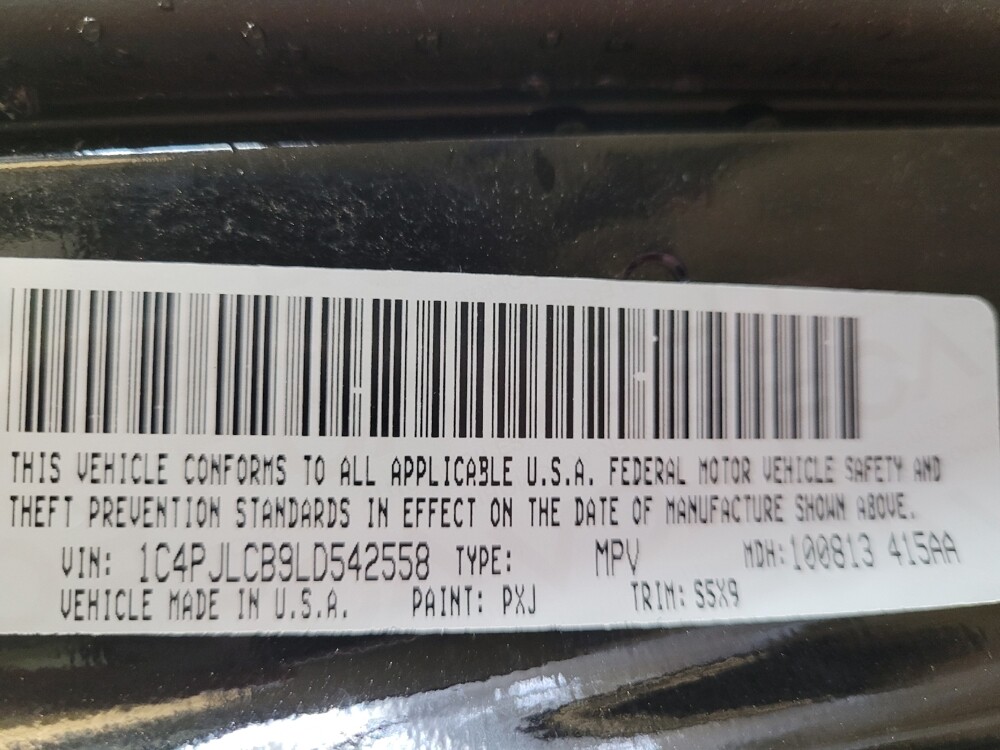 THIS VEHICLE CONFORMS TO ALL APPLICABLE U.S.A. FEDERAL MOTOR VEHICLE SAFETY AND
THEFT PREVENTION STANDARDS IN EFFECT ON THE DATE OF MANUFACTURE SHOWN ABOVE.
VIN: 1C4PJLCB9LD542558 TYPE: MPV MDH: 100813 415AA
VEHICLE MADE IN U.S.A. PAINT: PXJ TRIM: S5X9